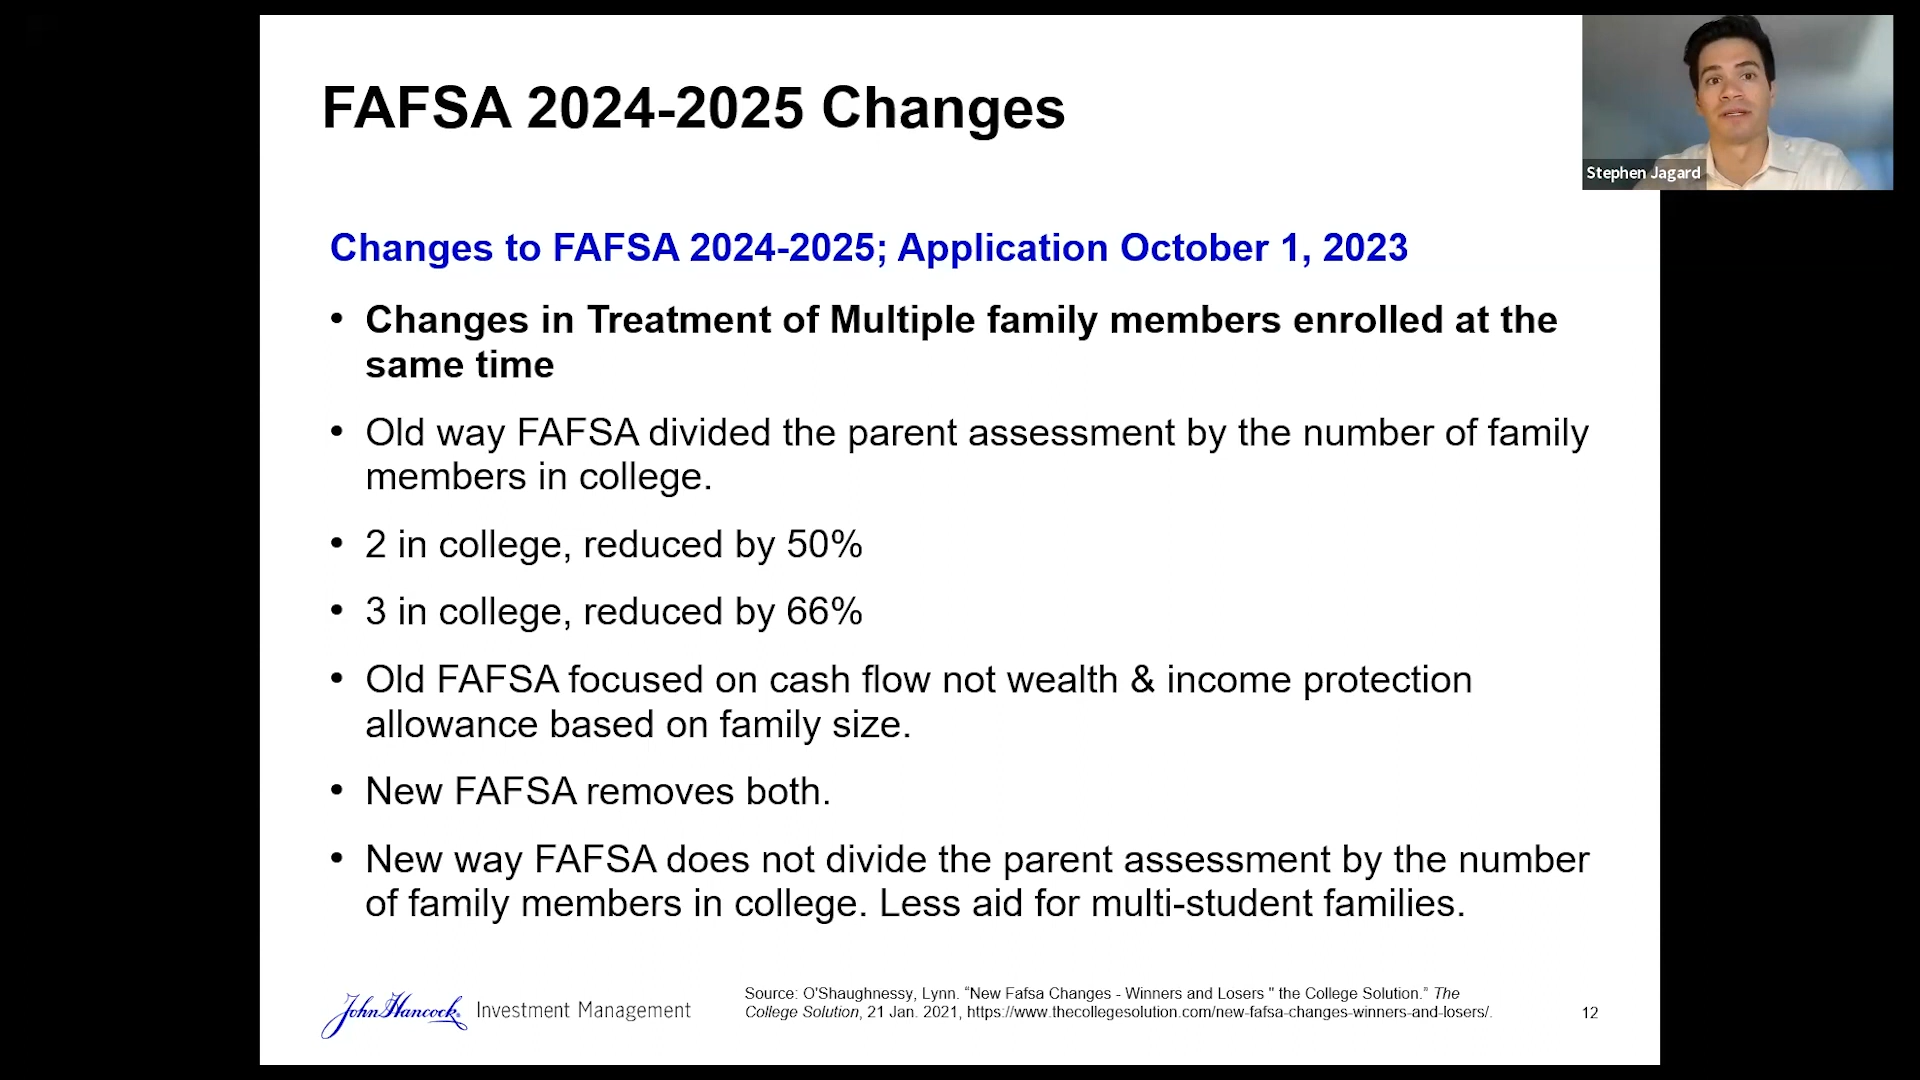 FAFSA 2024-2025 Changes
Stephen Jagard
Changes to FAFSA 2024-2025; Application October 1, 2023
• Changes in Treatment of Multiple family members enrolled at the
same time
• Old way FAFSA divided the parent assessment by the number of family
members in college.
• 2 in college, reduced by 50%
• 3 in college, reduced by 66%
• Old FAFSA focused on cash flow not wealth & income protection
allowance based on family size.
• New FAFSA removes both.
• New way FAFSA does not divide the parent assessment by the number
of family members in college. Less aid for multi-student families.
John Hancock. Investment Management
Source: O'Shaughnessy, Lynn. “New Fafsa Changes - Winners and Losers " the College Solution.” The
College Solution, 21 Jan. 2021, https://www.thecollegesolution.com/new-fafsa-changes-winners-and-losers/.
12